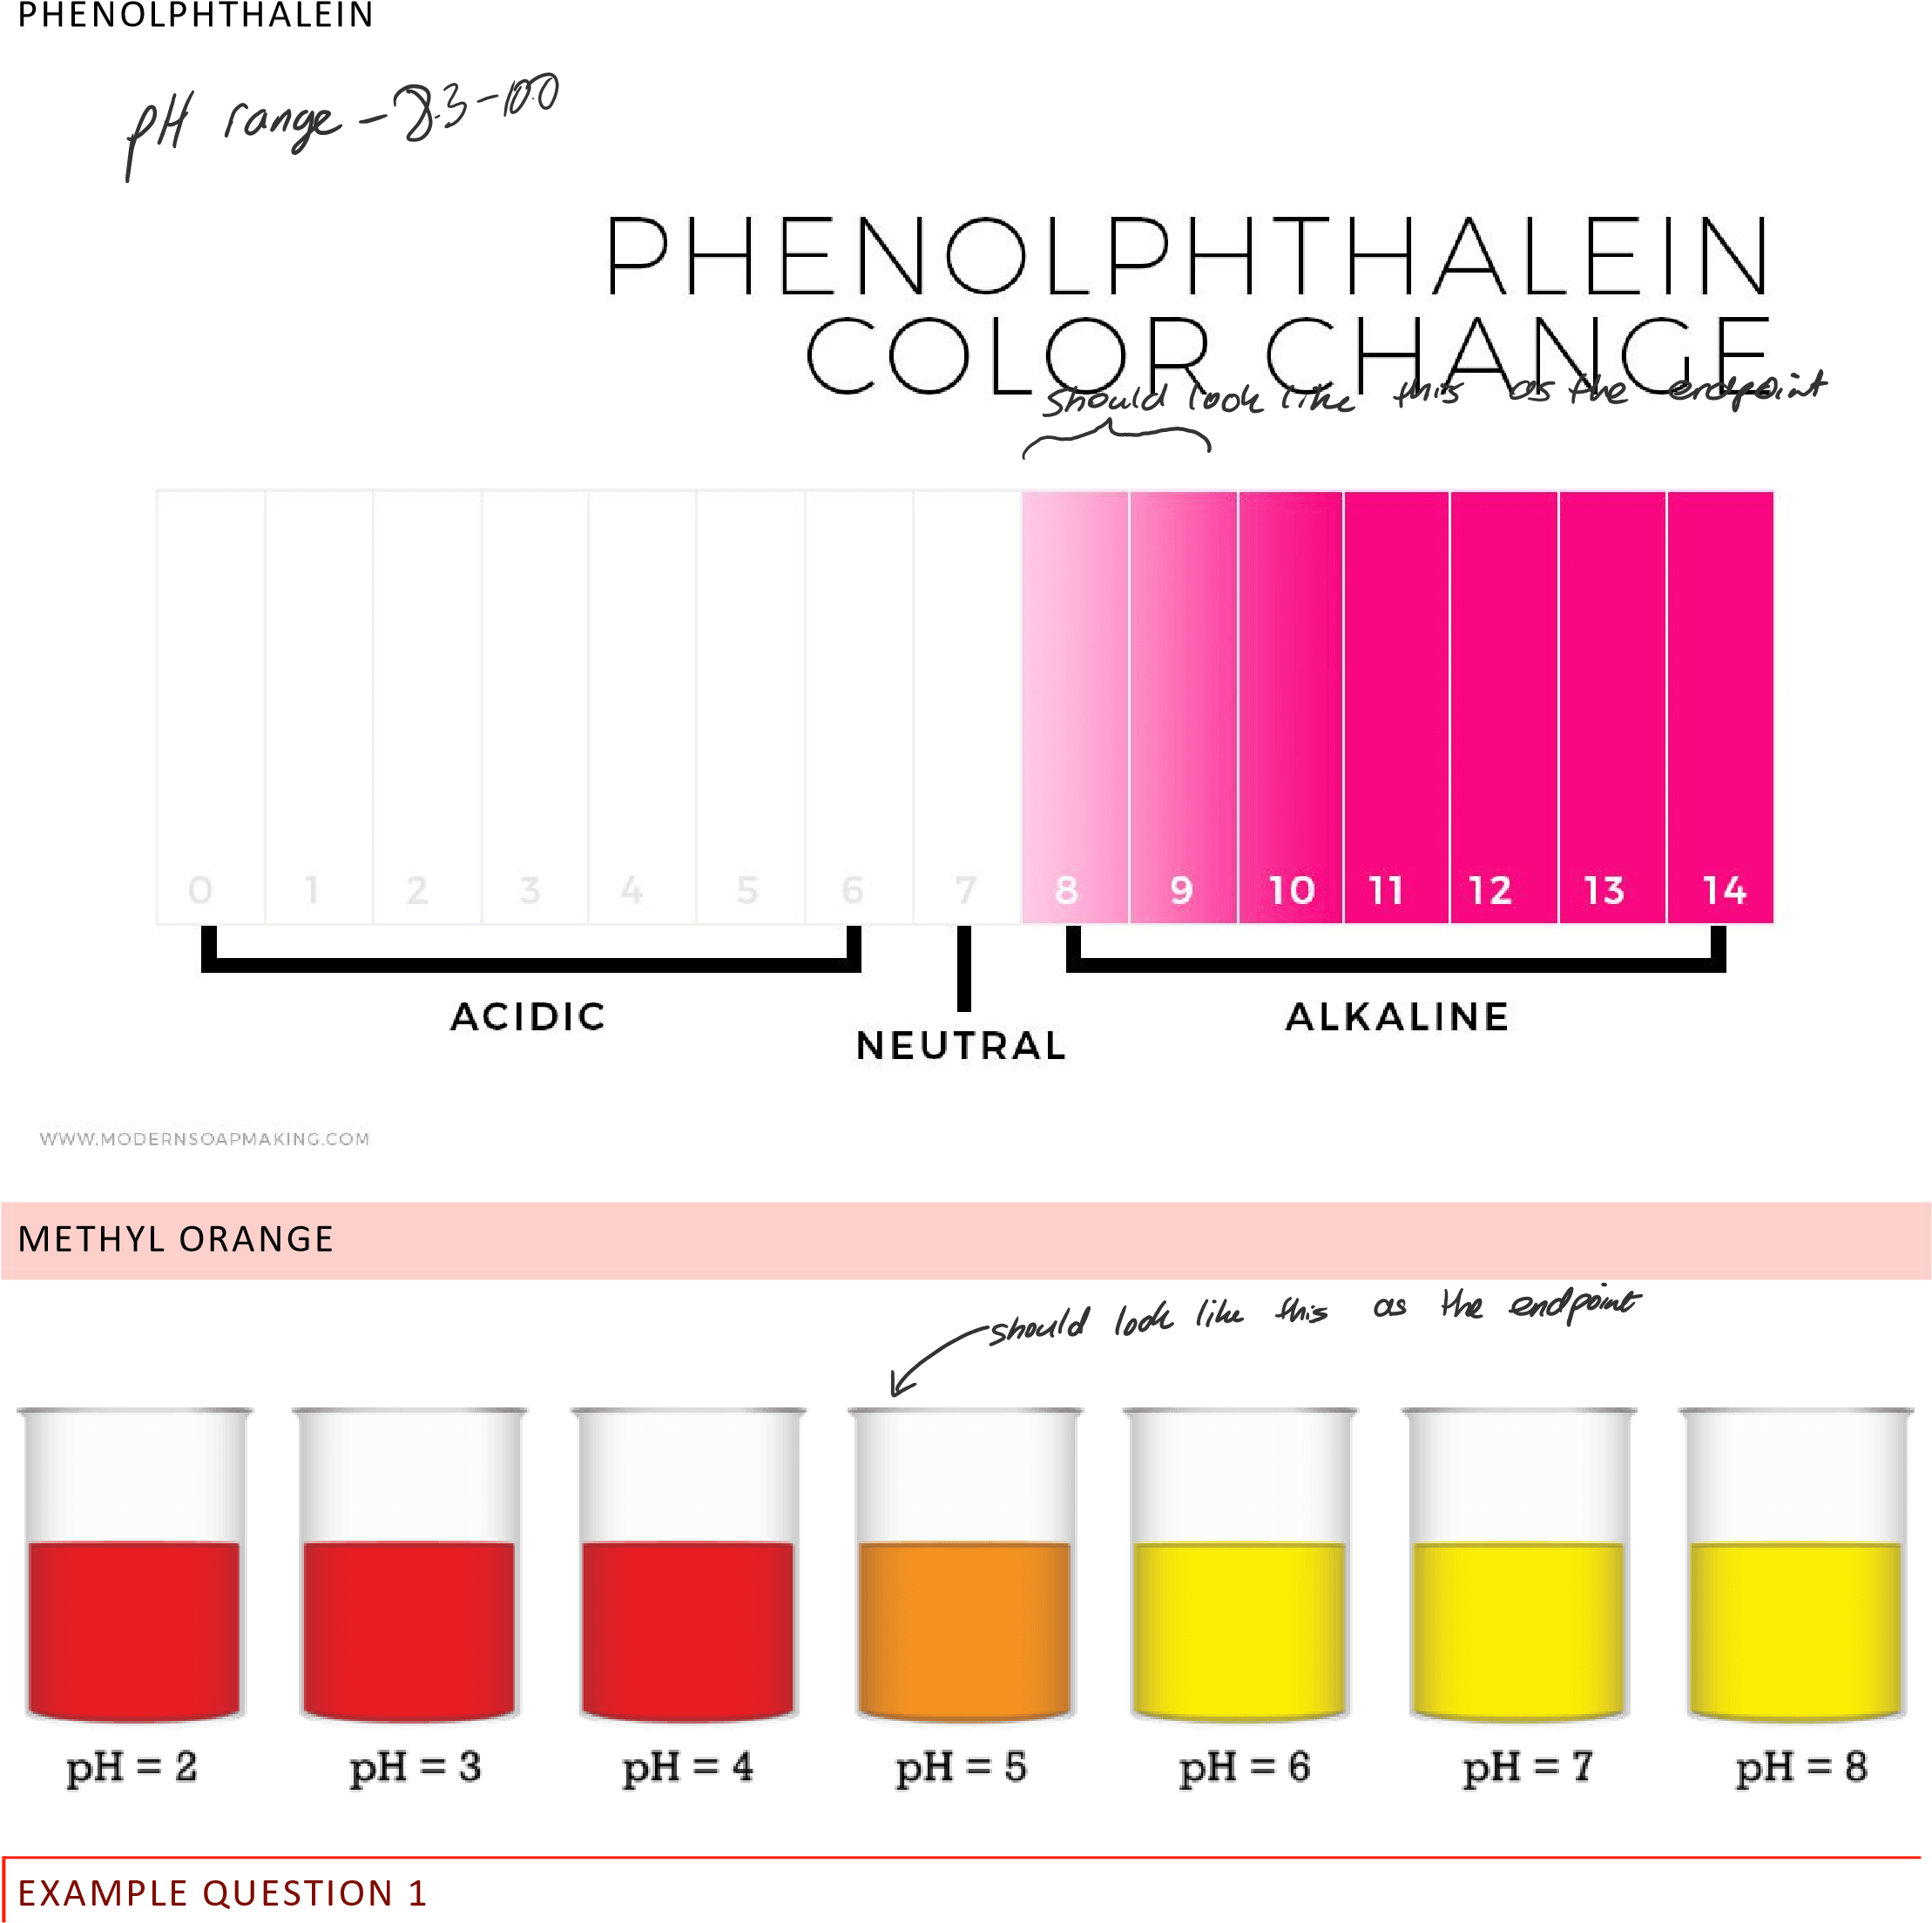 PHENOLPHTHALEIN
pH range - 8.3-10.0
PHENOLPHTHALEIN
COLOR CHANGE
should look like this as the endpoint
0 1 2 3 4 5 6 7 8 9 10 11 12 13 14
ACIDIC
NEUTRAL
ALKALINE
WWW.MODERNSOAPMAKING.COM
METHYL ORANGE
should look like this as the endpoint
pH = 2 pH = 3 pH = 4 pH = 5 pH = 6 pH = 7 pH = 8
EXAMPLE QUESTION 1